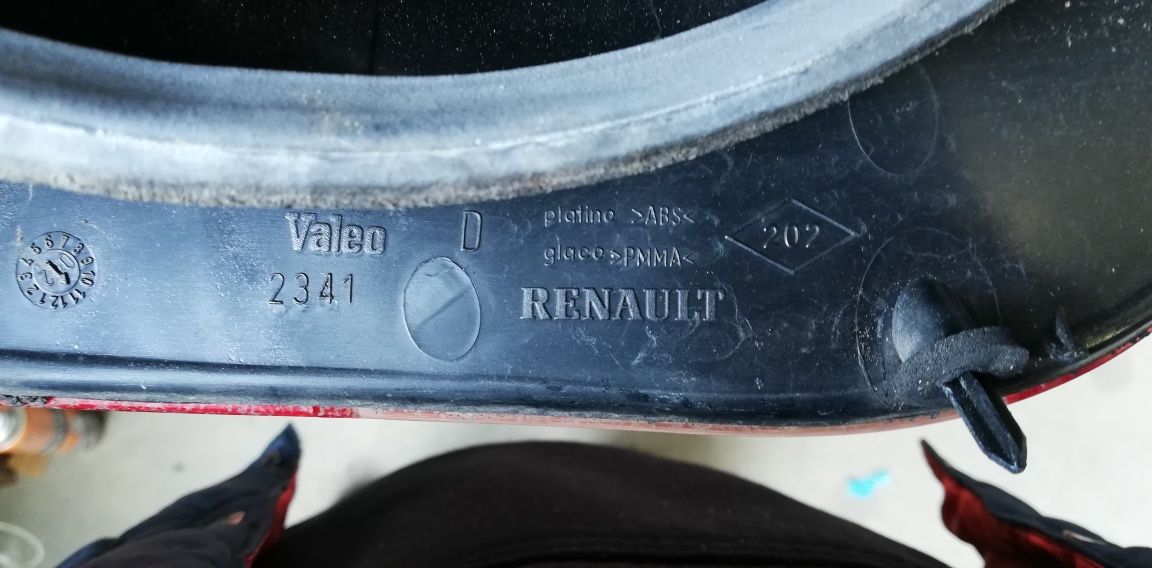 Valeo D
2341
platine >ABS<
glace >PMMA<
202
RENAULT